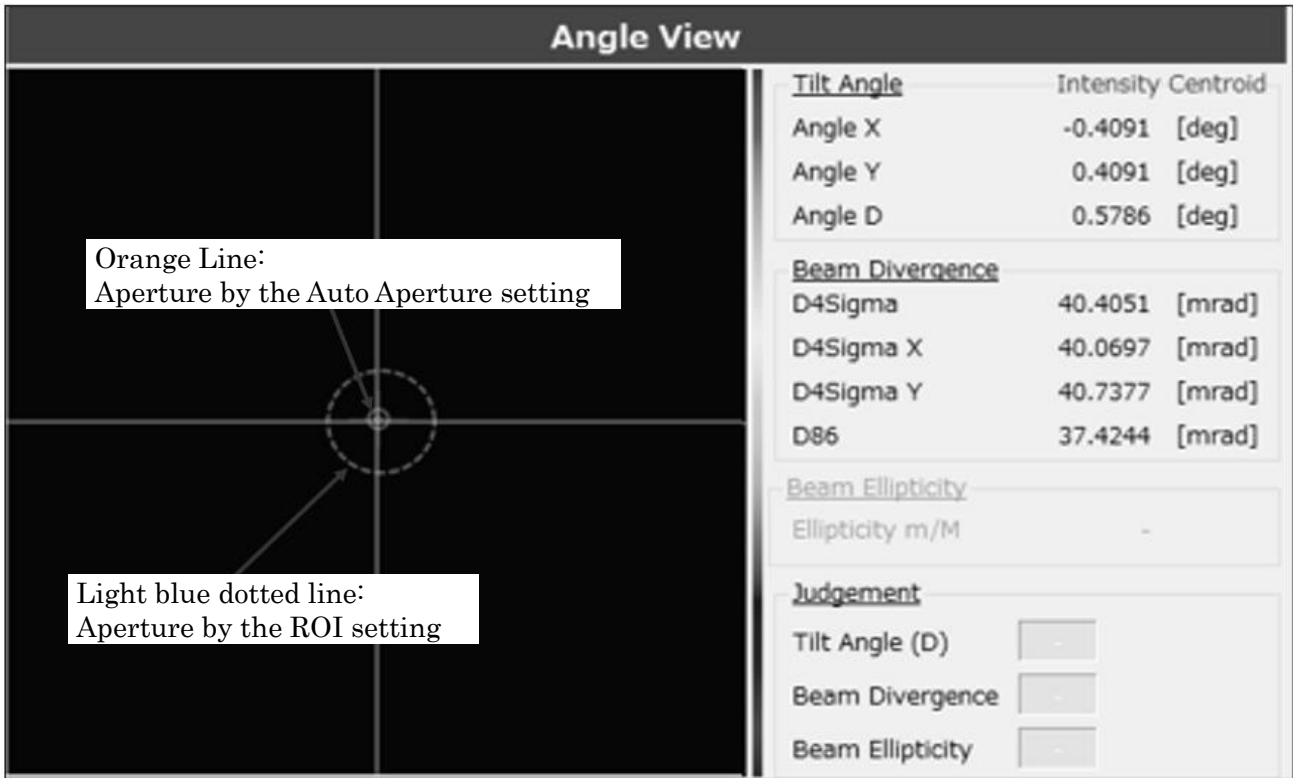 Angle View
Tilt Angle Intensity Centroid
Angle X -0.4091 [deg]
Angle Y 0.4091 [deg]
Angle D 0.5786 [deg]
Orange Line:
Aperture by the Auto Aperture setting
Beam Divergence
D4Sigma 40.4051 [mrad]
D4Sigma X 40.0697 [mrad]
D4Sigma Y 40.7377 [mrad]
D86 37.4244 [mrad]
Beam Ellipticity
Ellipticity m/M -
Light blue dotted line:
Aperture by the ROI setting
Judgement
Tilt Angle (D) -
Beam Divergence -
Beam Ellipticity -